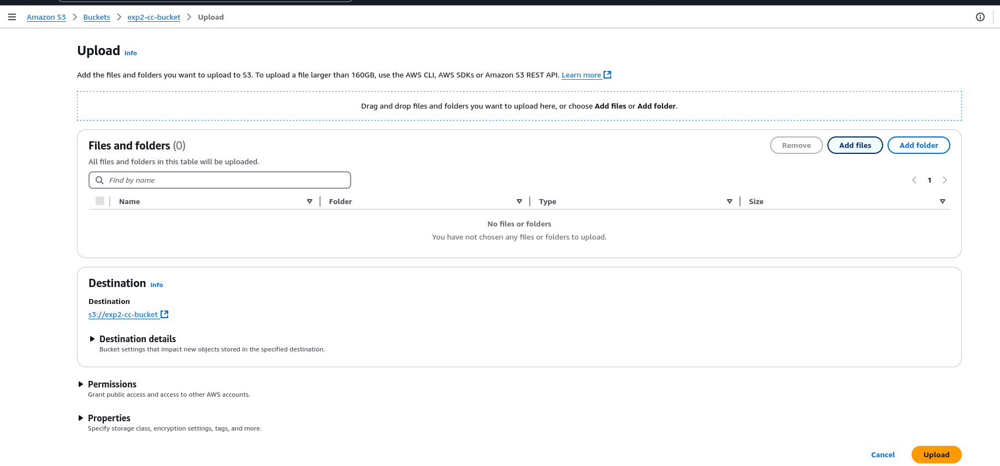 Amazon S3 > Buckets > exp2-cc-bucket > Upload
Upload Info
Add the files and folders you want to upload to S3. To upload a file larger than 160GB, use the AWS CLI, AWS SDKs or Amazon S3 REST API. Learn more
Drag and drop files and folders you want to upload here, or choose Add files or Add folder.
Files and folders (0)
Remove Add files Add folder
All files and folders in this table will be uploaded.
Find by name
1
Name Folder Type Size
No files or folders
You have not chosen any files or folders to upload.
Destination Info
Destination
s3://exp2-cc-bucket
Destination details
Bucket settings that impact new objects stored in the specified destination.
Permissions
Grant public access and access to other AWS accounts.
Properties
Specify storage class, encryption settings, tags, and more.
Cancel Upload